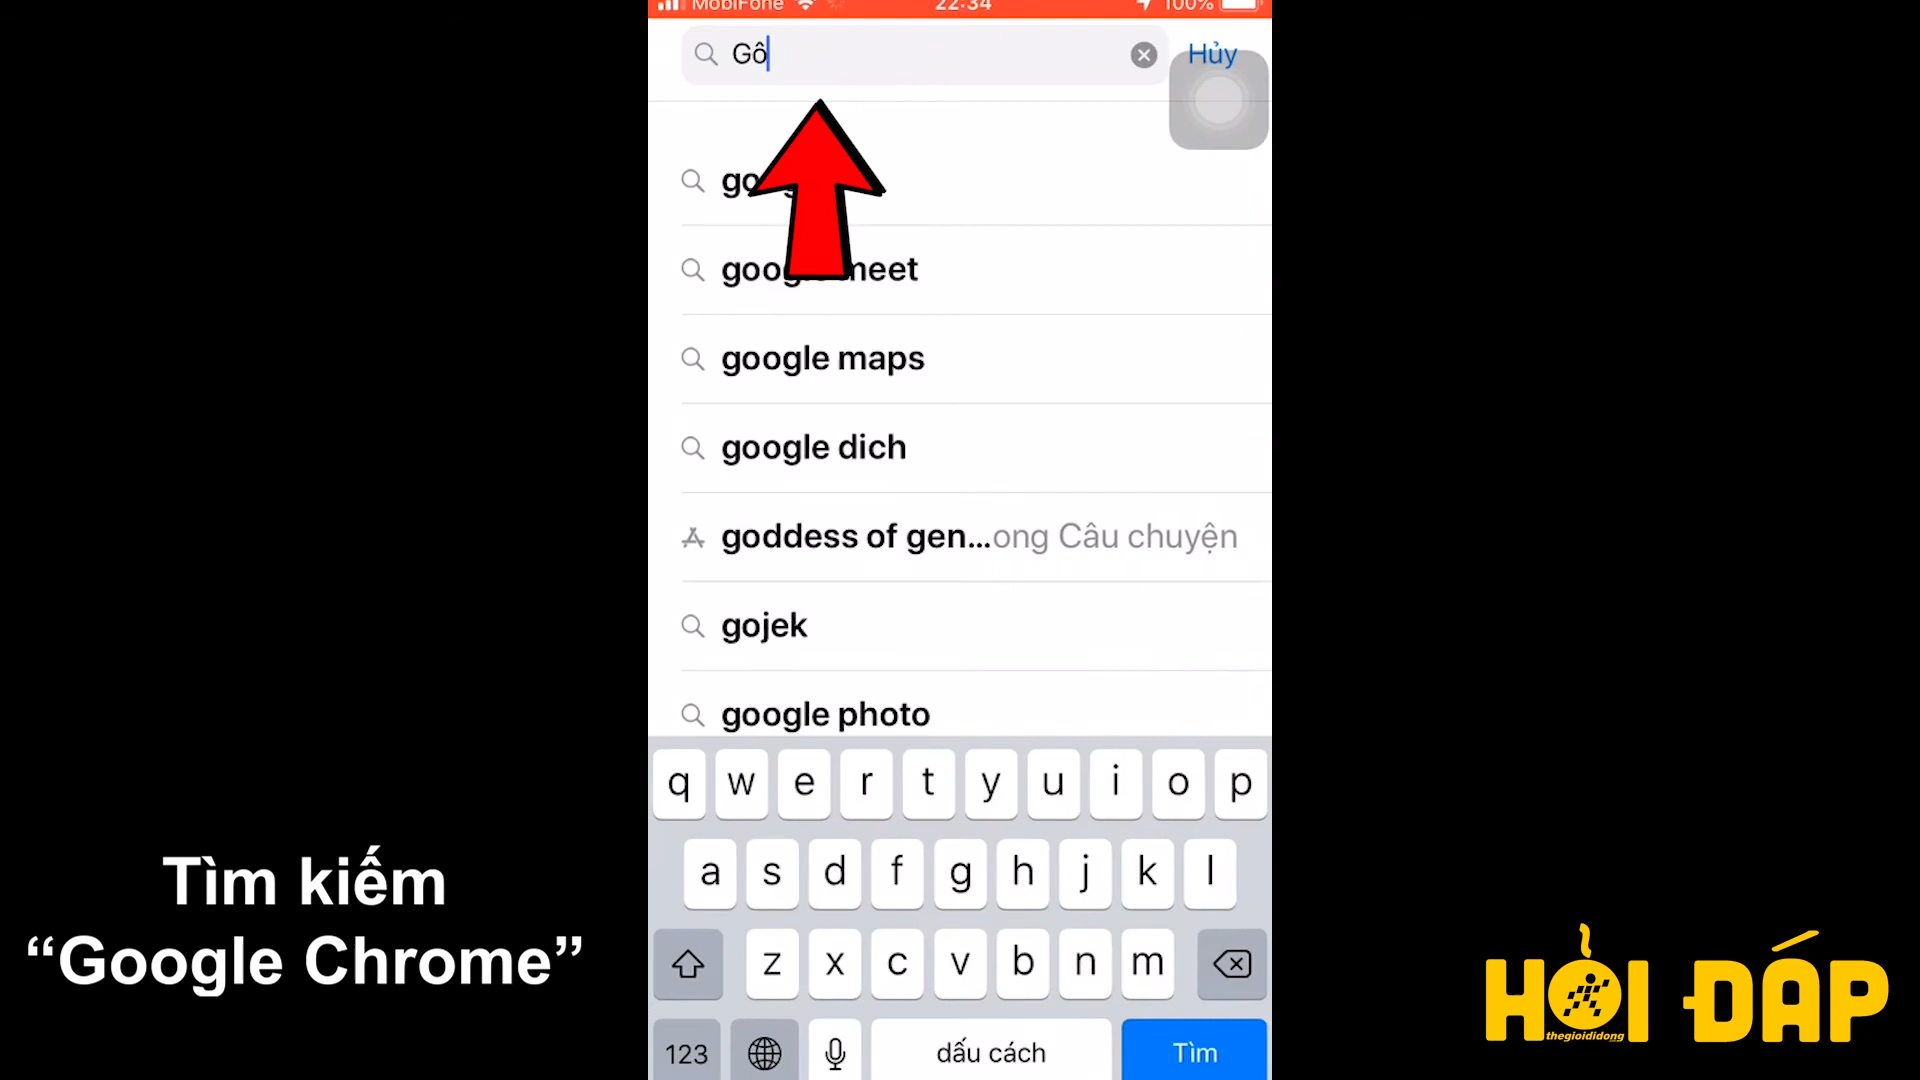 MobiFone 22:34 100%
Gô
Hủy
google meet
google maps
google dich
goddess of gen...ong Câu chuyện
gojek
google photo
q w e r t y u i o p
a s d f g h j k l
z x c v b n m
123 dấu cách Tìm
Tìm kiếm
“Google Chrome”
HỎI ĐÁP
thegioididong